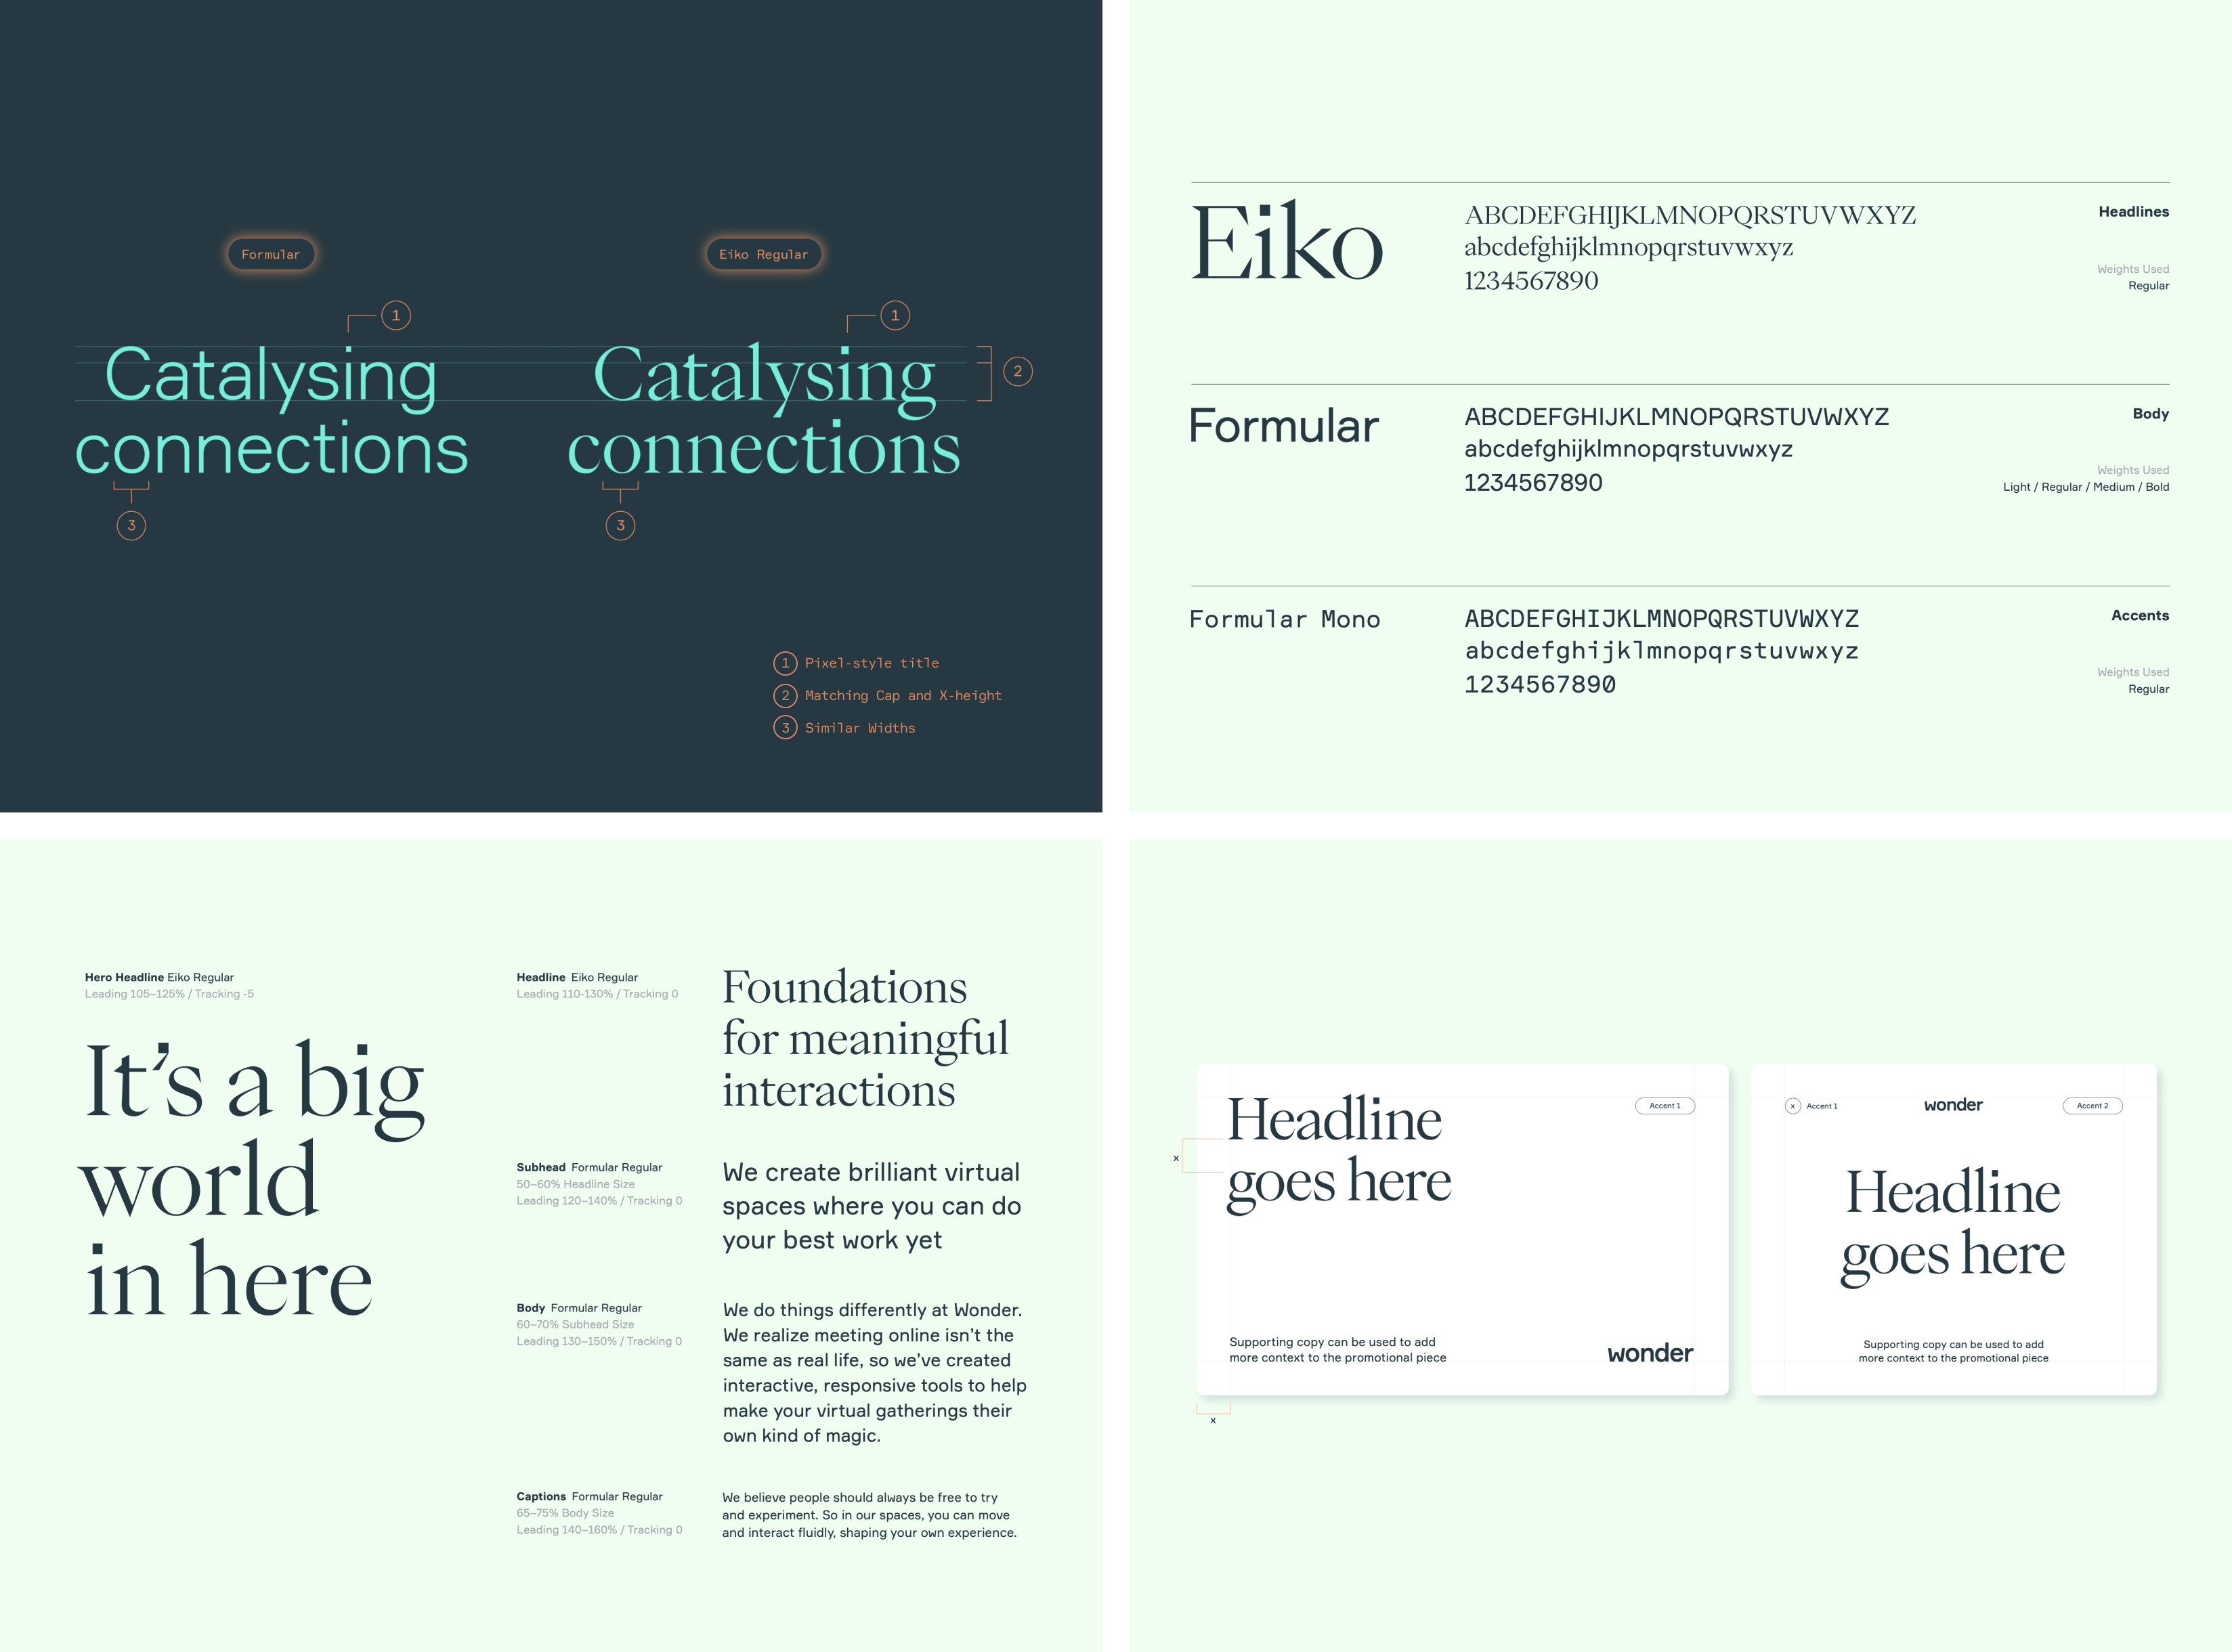 Formular
Eiko Regular
1
1
Catalysing
connections
Catalysing
connections
2
3
3
1 Pixel-style title
2 Matching Cap and X-height
3 Similar Widths
Eiko
ABCDEFGHIJKLMNOPQRSTUVWXYZ
abcdefghijklmnopqrstuvwxyz
1234567890
Headlines
Weights Used
Regular
Formular
ABCDEFGHIJKLMNOPQRSTUVWXYZ
abcdefghijklmnopqrstuvwxyz
1234567890
Body
Weights Used
Light / Regular / Medium / Bold
Formular Mono
ABCDEFGHIJKLMNOPQRSTUVWXYZ
abcdefghijklmnopqrstuvwxyz
1234567890
Accents
Weights Used
Regular
Hero Headline Eiko Regular
Leading 105–125% / Tracking -5
It’s a big
world
in here
Headline Eiko Regular
Leading 110-130% / Tracking 0
Foundations
for meaningful
interactions
Subhead Formular Regular
50–60% Headline Size
Leading 120–140% / Tracking 0
We create brilliant virtual
spaces where you can do
your best work yet
Body Formular Regular
60–70% Subhead Size
Leading 130–150% / Tracking 0
We do things differently at Wonder.
We realize meeting online isn’t the
same as real life, so we’ve created
interactive, responsive tools to help
make your virtual gatherings their
own kind of magic.
Captions Formular Regular
65–75% Body Size
Leading 140–160% / Tracking 0
We believe people should always be free to try
and experiment. So in our spaces, you can move
and interact fluidly, shaping your own experience.
Headline
goes here
Accent 1
x
Supporting copy can be used to add
more context to the promotional piece
wonder
x
x Accent 1
wonder
Accent 2
Headline
goes here
Supporting copy can be used to add
more context to the promotional piece